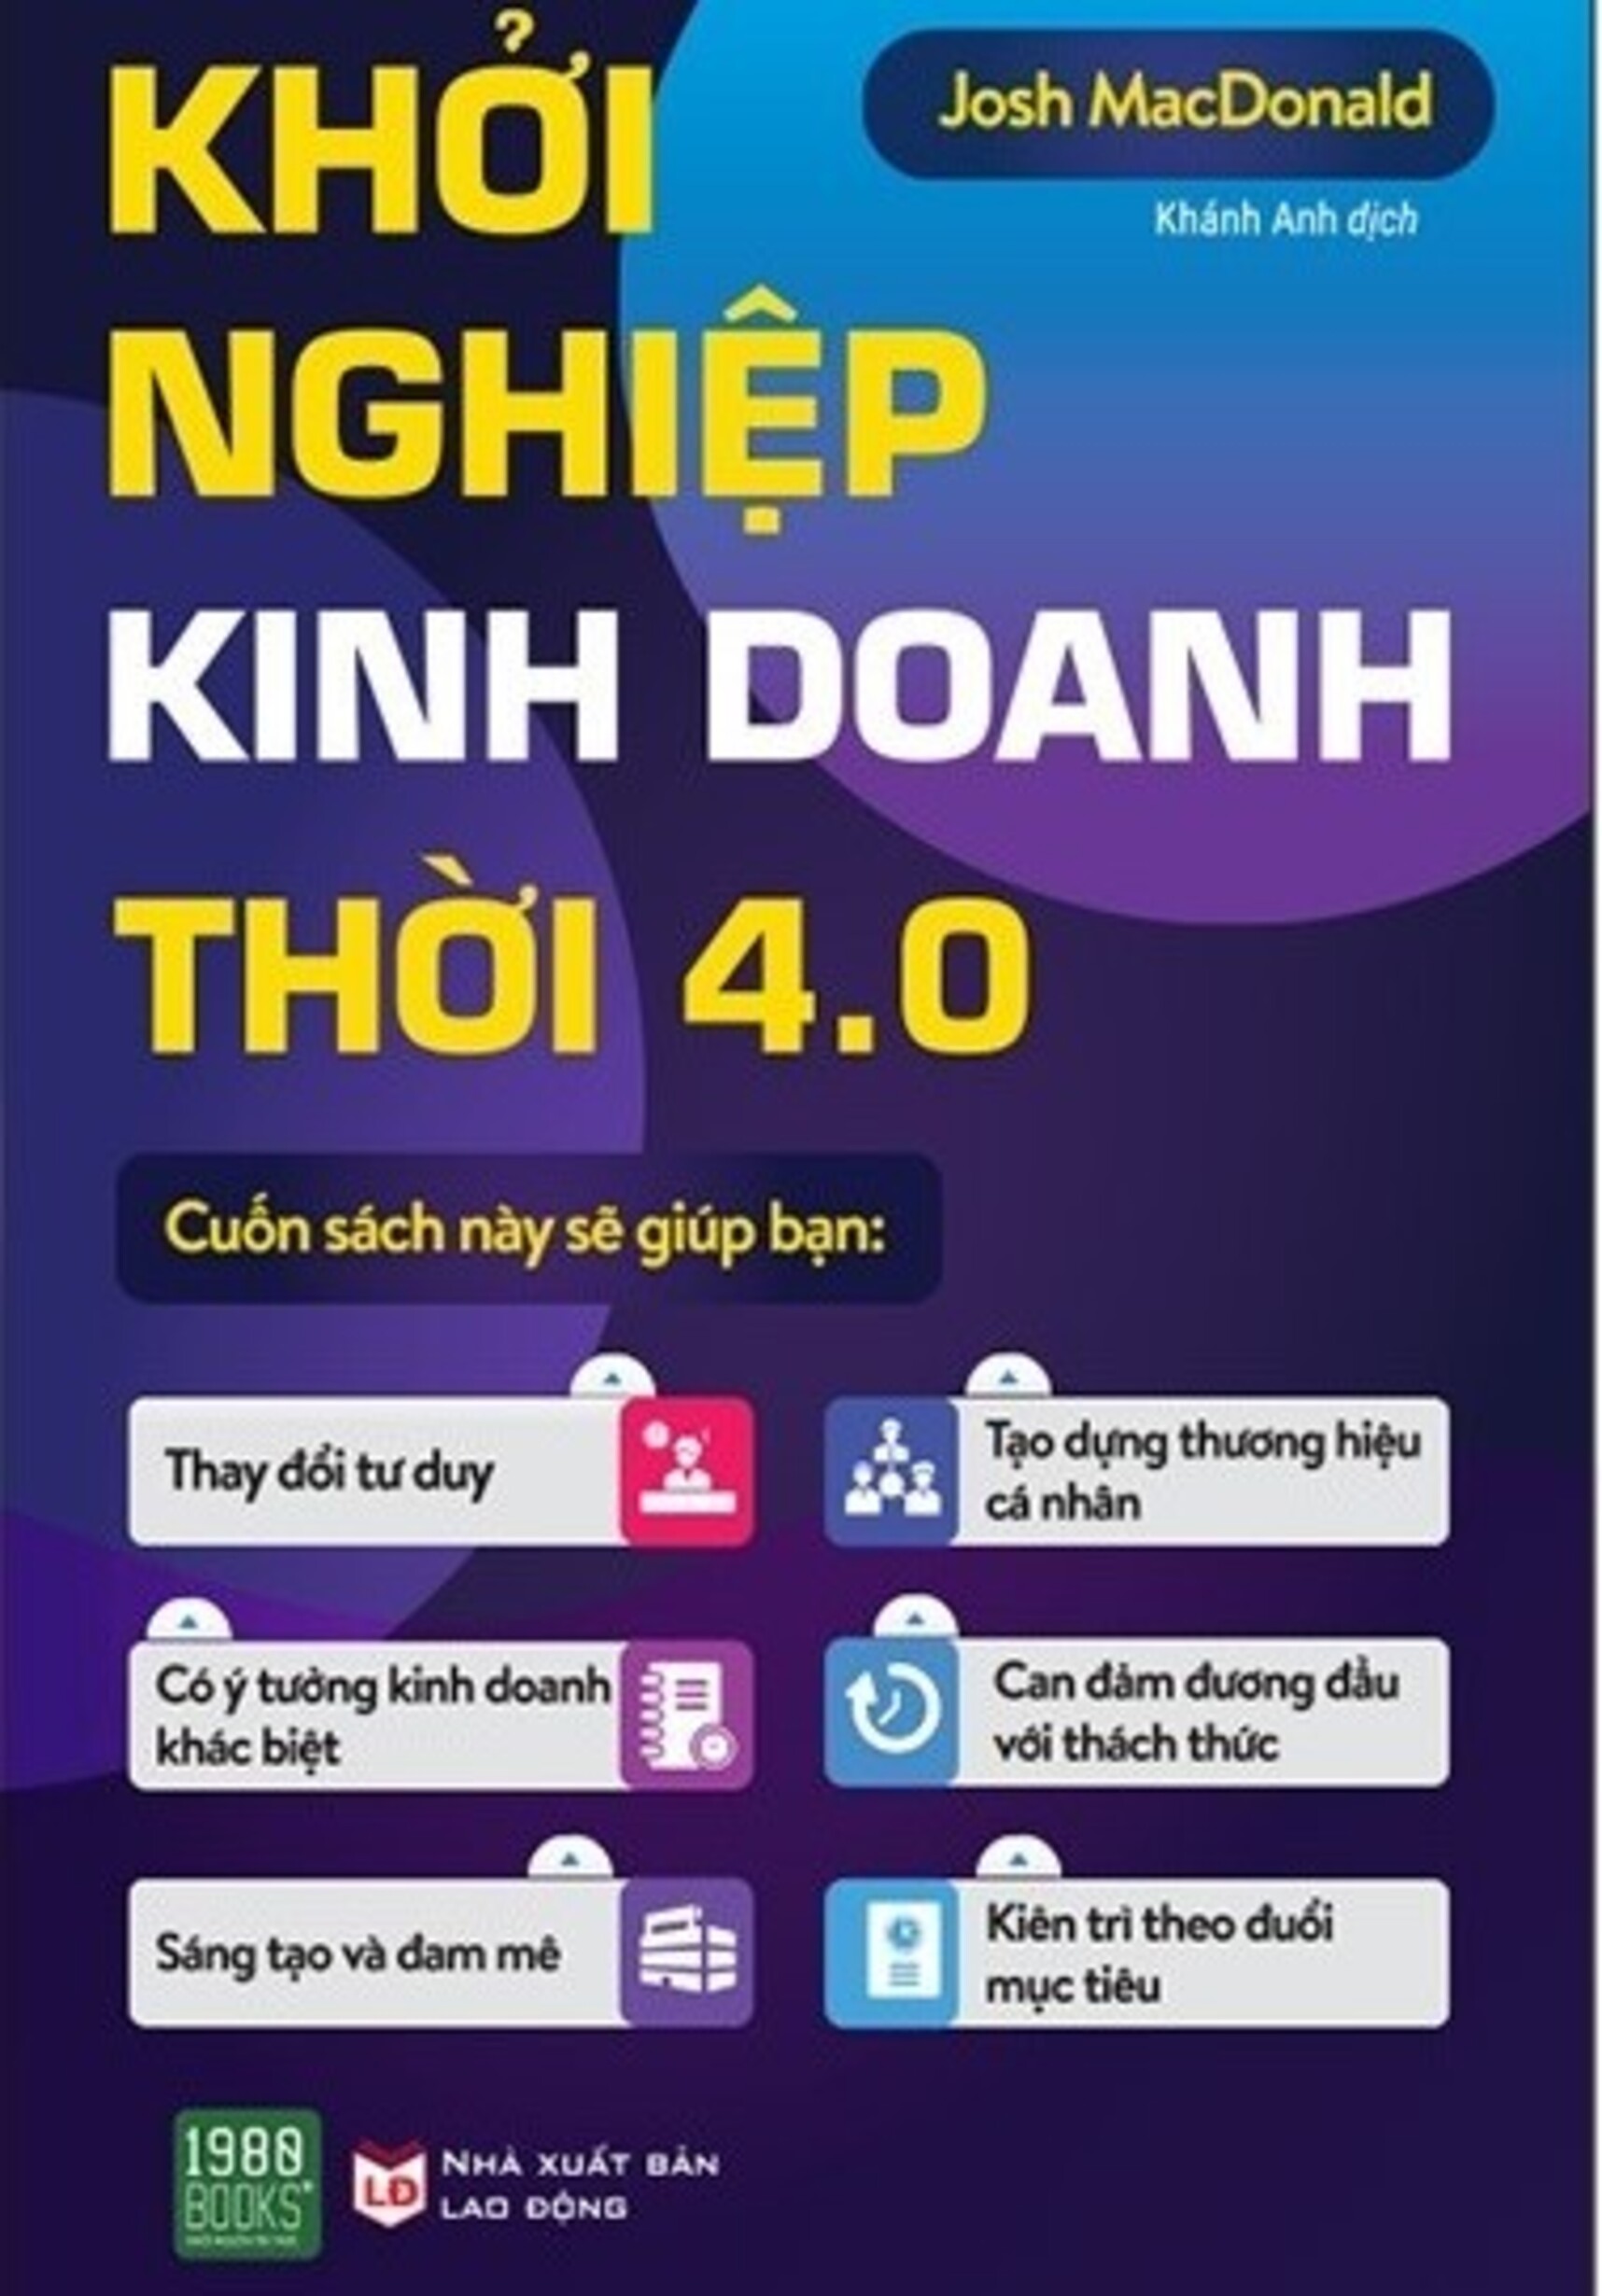 KHỞI
Josh MacDonald
Khánh Anh dịch
NGHIỆP
KINH DOANH
THỜI 4.0
Cuốn sách này sẽ giúp bạn:
Thay đổi tư duy
Tạo dựng thương hiệu
cá nhân
Có ý tưởng kinh doanh
khác biệt
Can đảm đương đầu
với thách thức
Sáng tạo và đam mê
Kiên trì theo đuổi
mục tiêu
1980
BOOKS
LĐ
NHÀ XUẤT BẢN
LAO ĐỘNG